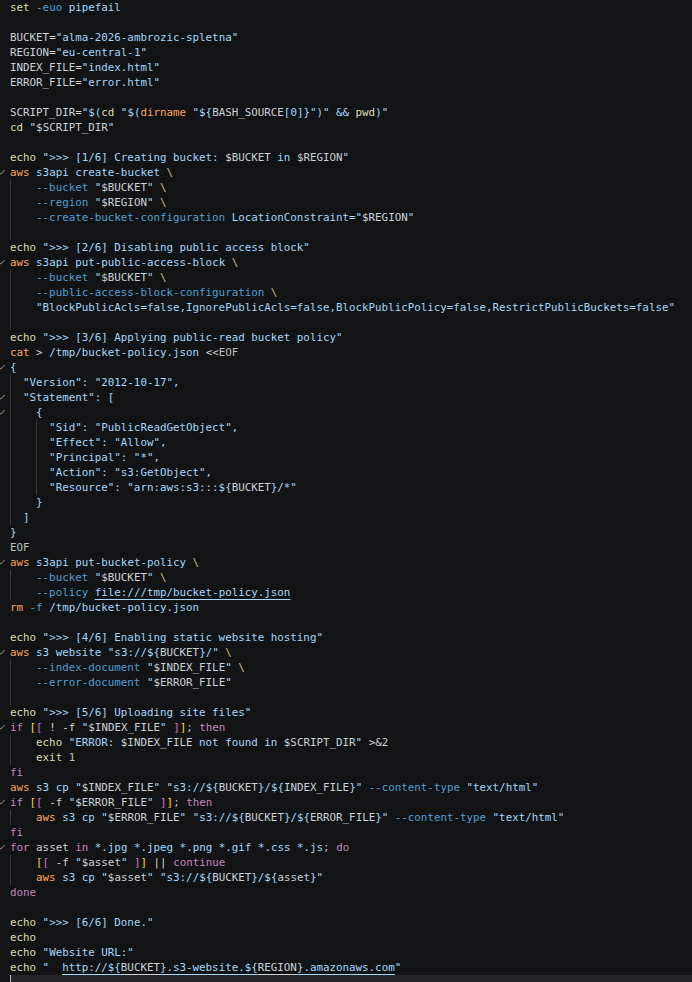 set -euo pipefail
BUCKET="alma-2026-ambrozic-spletna"
REGION="eu-central-1"
INDEX_FILE="index.html"
ERROR_FILE="error.html"
SCRIPT_DIR="$(cd "$(dirname "${BASH_SOURCE[0]}")" && pwd)"
cd "$SCRIPT_DIR"
echo ">>> [1/6] Creating bucket: $BUCKET in $REGION"
aws s3api create-bucket \
--bucket "$BUCKET" \
--region "$REGION" \
--create-bucket-configuration LocationConstraint="$REGION"
echo ">>> [2/6] Disabling public access block"
aws s3api put-public-access-block \
--bucket "$BUCKET" \
--public-access-block-configuration \
"BlockPublicAcls=false,IgnorePublicAcls=false,BlockPublicPolicy=false,RestrictPublicBuckets=false"
echo ">>> [3/6] Applying public-read bucket policy"
cat > /tmp/bucket-policy.json <<EOF
{
"Version": "2012-10-17",
"Statement": [
{
"Sid": "PublicReadGetObject",
"Effect": "Allow",
"Principal": "*",
"Action": "s3:GetObject",
"Resource": "arn:aws:s3:::${BUCKET}/*"
}
]
}
EOF
aws s3api put-bucket-policy \
--bucket "$BUCKET" \
--policy file:///tmp/bucket-policy.json
rm -f /tmp/bucket-policy.json
echo ">>> [4/6] Enabling static website hosting"
aws s3 website "s3://${BUCKET}/" \
--index-document "$INDEX_FILE" \
--error-document "$ERROR_FILE"
echo ">>> [5/6] Uploading site files"
if [[ ! -f "$INDEX_FILE" ]]; then
echo "ERROR: $INDEX_FILE not found in $SCRIPT_DIR" >&2
exit 1
fi
aws s3 cp "$INDEX_FILE" "s3://${BUCKET}/${INDEX_FILE}" --content-type "text/html"
if [[ -f "$ERROR_FILE" ]]; then
aws s3 cp "$ERROR_FILE" "s3://${BUCKET}/${ERROR_FILE}" --content-type "text/html"
fi
for asset in *.jpg *.jpeg *.png *.gif *.css *.js; do
[[ -f "$asset" ]] || continue
aws s3 cp "$asset" "s3://${BUCKET}/${asset}"
done
echo ">>> [6/6] Done."
echo
echo "Website URL:"
echo "  http://${BUCKET}.s3-website.${REGION}.amazonaws.com"